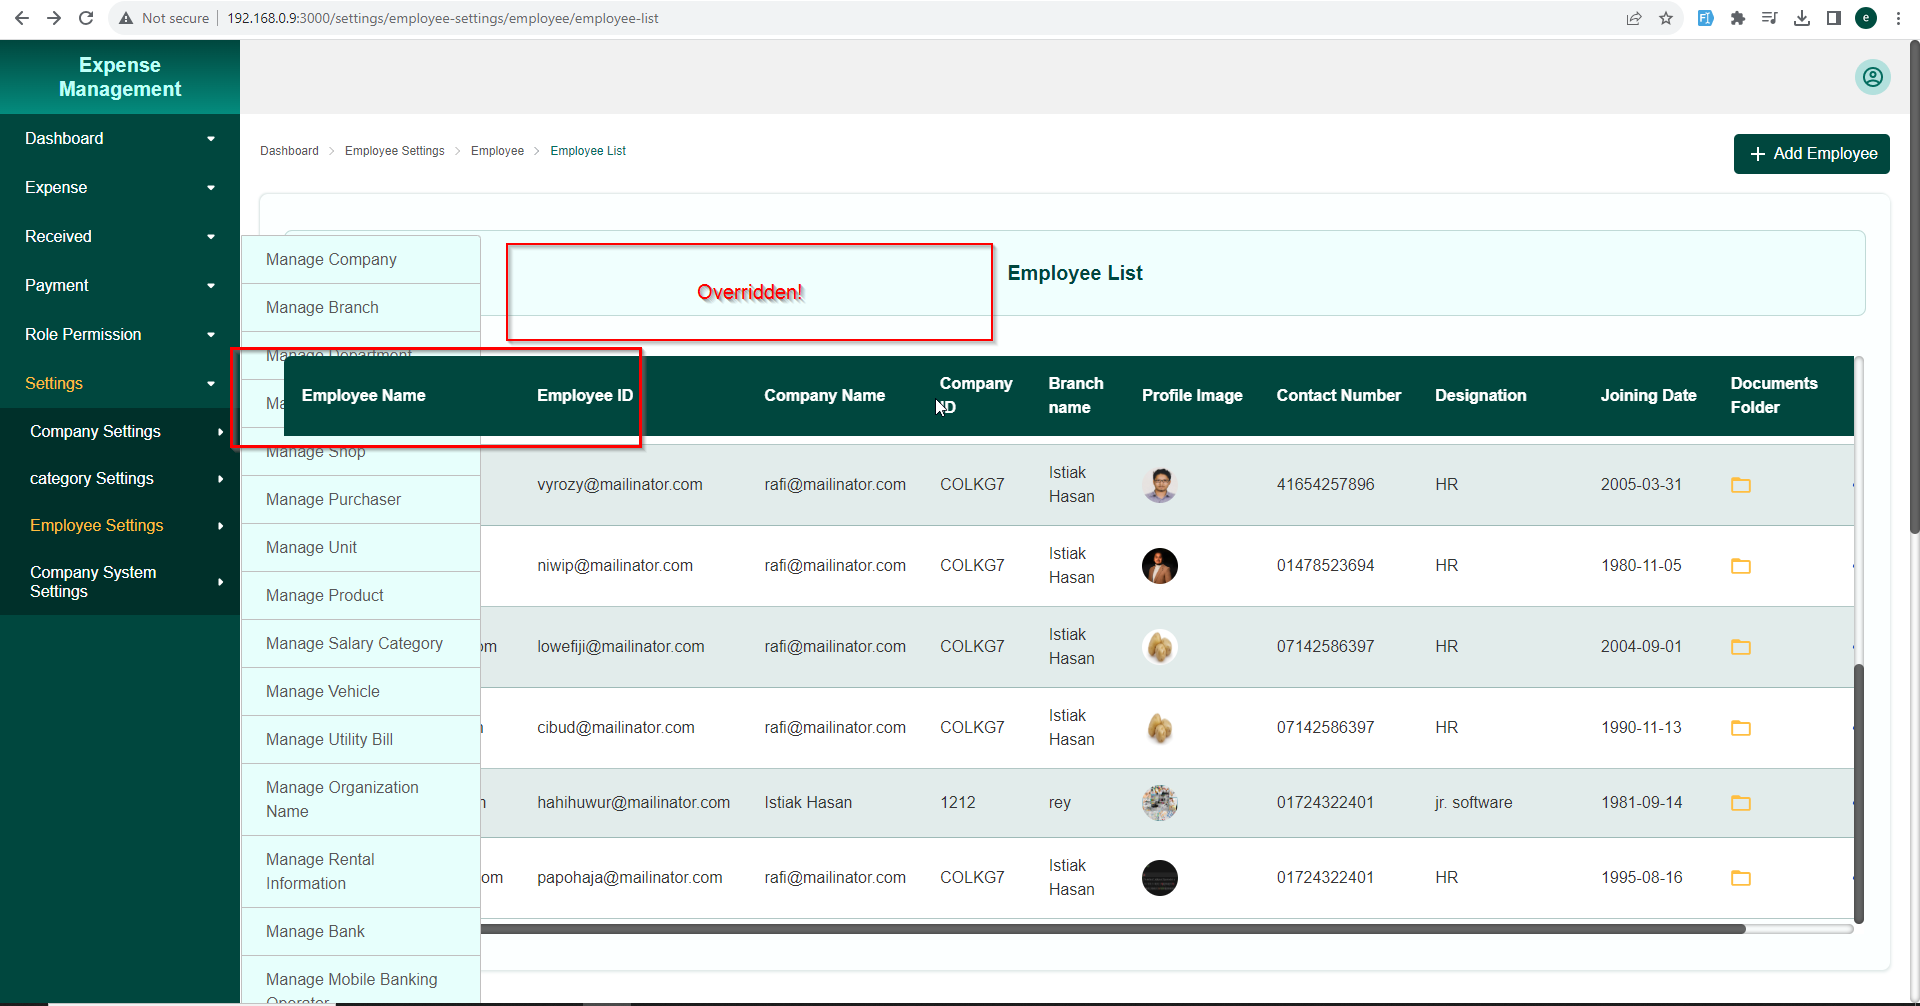 Not secure
192.168.0.9:3000/settings/employee-settings/employee/employee-list
e
Expense
Management
Dashboard
Expense
Received
Payment
Role Permission
Settings
Company Settings
category Settings
Employee Settings
Company System
Settings
Dashboard
Employee Settings
Employee
Employee List
Add Employee
Manage Company
Manage Branch
Manage Department
Ma
Manage Shop
Manage Purchaser
Manage Unit
Manage Product
Manage Salary Category
Manage Vehicle
Manage Utility Bill
Manage Organization
Name
Manage Rental
Information
Manage Bank
Manage Mobile Banking
Operator
Overridden!
Employee List
Employee Name
Employee ID
Company Name
Company
ID
Branch
name
Profile Image
Contact Number
Designation
Joining Date
Documents
Folder
vyrozy@mailinator.com
rafi@mailinator.com
COLKG7
Istiak
Hasan
41654257896
HR
2005-03-31
niwip@mailinator.com
rafi@mailinator.com
COLKG7
Istiak
Hasan
01478523694
HR
1980-11-05
om
lowefiji@mailinator.com
rafi@mailinator.com
COLKG7
Istiak
Hasan
07142586397
HR
2004-09-01
cibud@mailinator.com
rafi@mailinator.com
COLKG7
Istiak
Hasan
07142586397
HR
1990-11-13
hahihuwur@mailinator.com
Istiak Hasan
1212
rey
01724322401
jr. software
1981-09-14
om
papohaja@mailinator.com
rafi@mailinator.com
COLKG7
Istiak
Hasan
01724322401
HR
1995-08-16